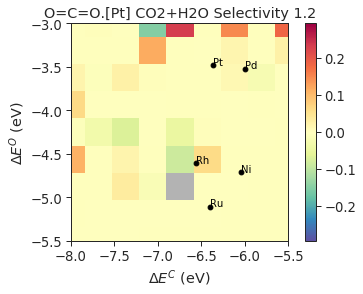 O=C=O.[Pt] CO2+H2O Selectivity 1.2
−3.0
−3.5
−4.0
−4.5
−5.0
−5.5
ΔE^O (eV)
Pt
Pd
Rh
Ni
Ru
−8.0 −7.5 −7.0 −6.5 −6.0 −5.5
ΔE^C (eV)
0.2
0.1
0.0
−0.1
−0.2